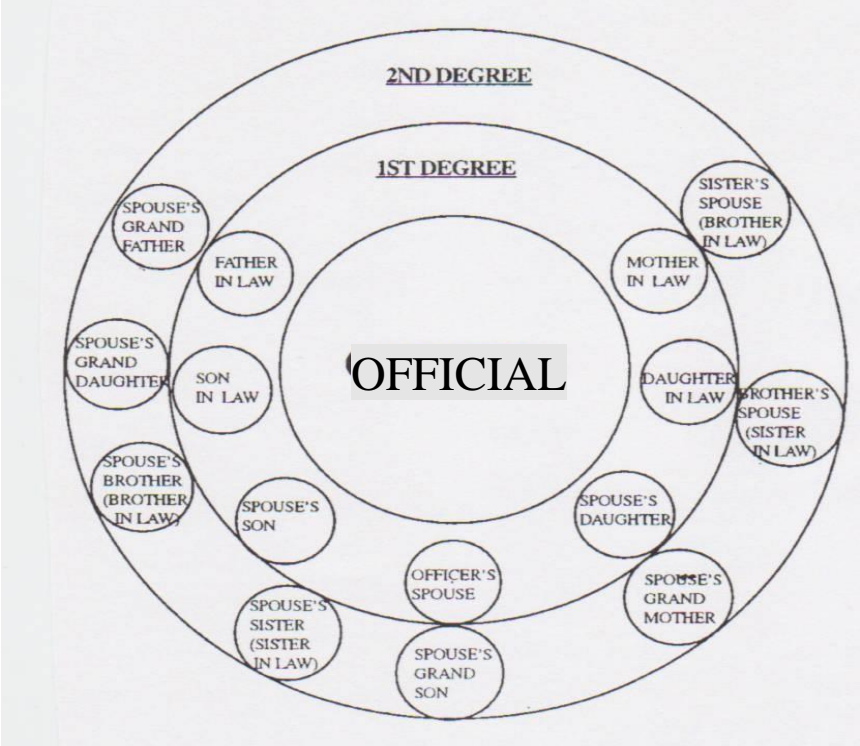 2ND DEGREE
1ST DEGREE
SISTER'S
SPOUSE
(BROTHER
IN LAW)
SPOUSE'S
GRAND
FATHER
FATHER
IN LAW
MOTHER
IN LAW
SPOUSE'S
GRAND
DAUGHTER
SON
IN LAW
OFFICIAL
DAUGHTER
IN LAW
BROTHER'S
SPOUSE
(SISTER
IN LAW)
SPOUSE'S
BROTHER
(BROTHER
IN LAW)
SPOUSE'S
SON
SPOUSE'S
DAUGHTER
OFFICER'S
SPOUSE
SPOUSE'S
GRAND
MOTHER
SPOUSE'S
SISTER
(SISTER
IN LAW)
SPOUSE'S
GRAND
SON